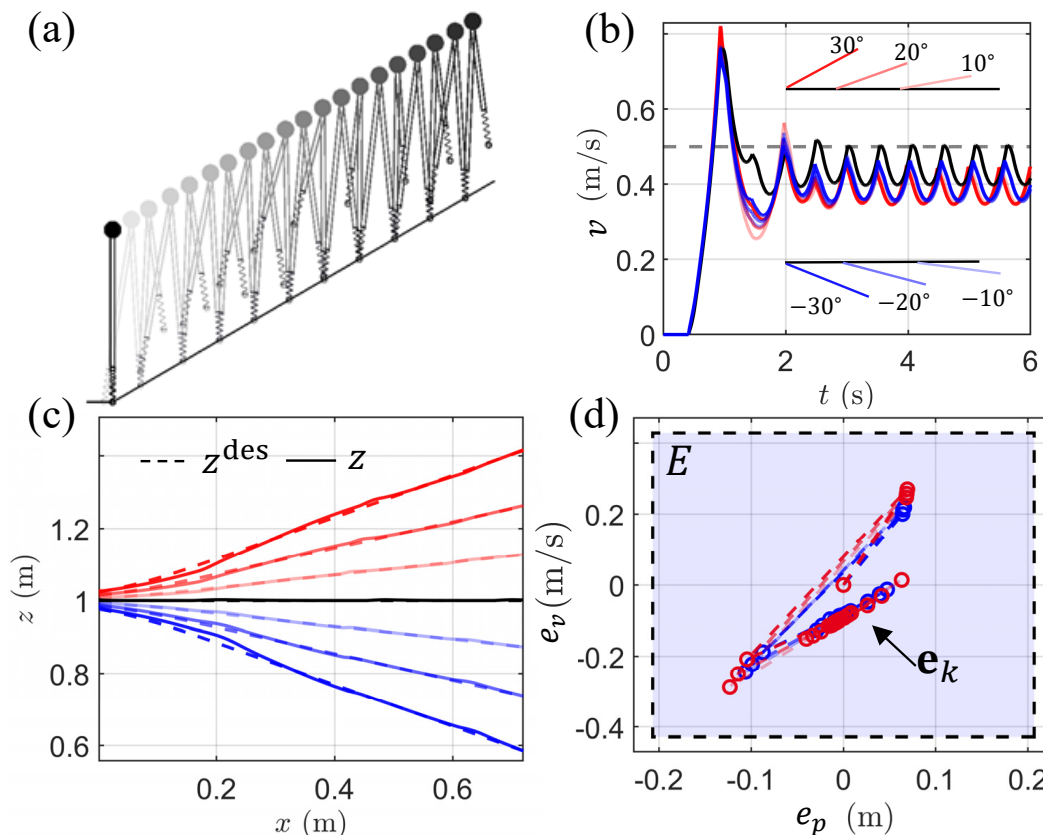 (a)
(b)
30°
20°
10°
0.6
0.4
0.2
0
v (m/s)
−30°
−20°
−10°
0
2
4
6
t (s)
(c)
z^des
z
1.2
1
0.8
0.6
z (m)
0.2
0.4
0.6
x (m)
(d)
E
0.2
0
-0.2
-0.4
e_v(m/s)
e_k
-0.2
-0.1
0
0.1
0.2
e_p (m)